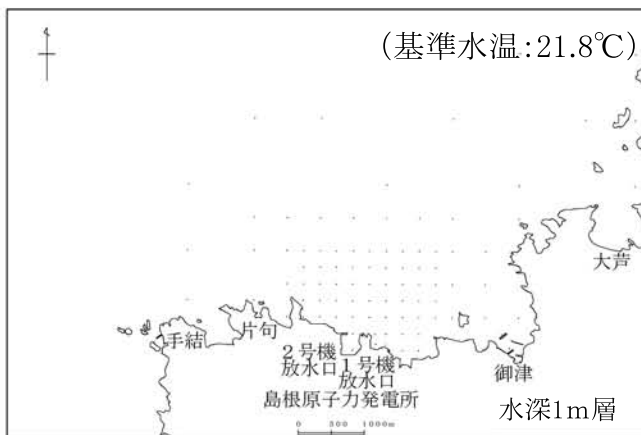 (基準水温:21.8℃)
大芦
手結
片句
2号機
放水口
1号機
放水口
御津
島根原子力発電所
水深1m層
0 500 1000m